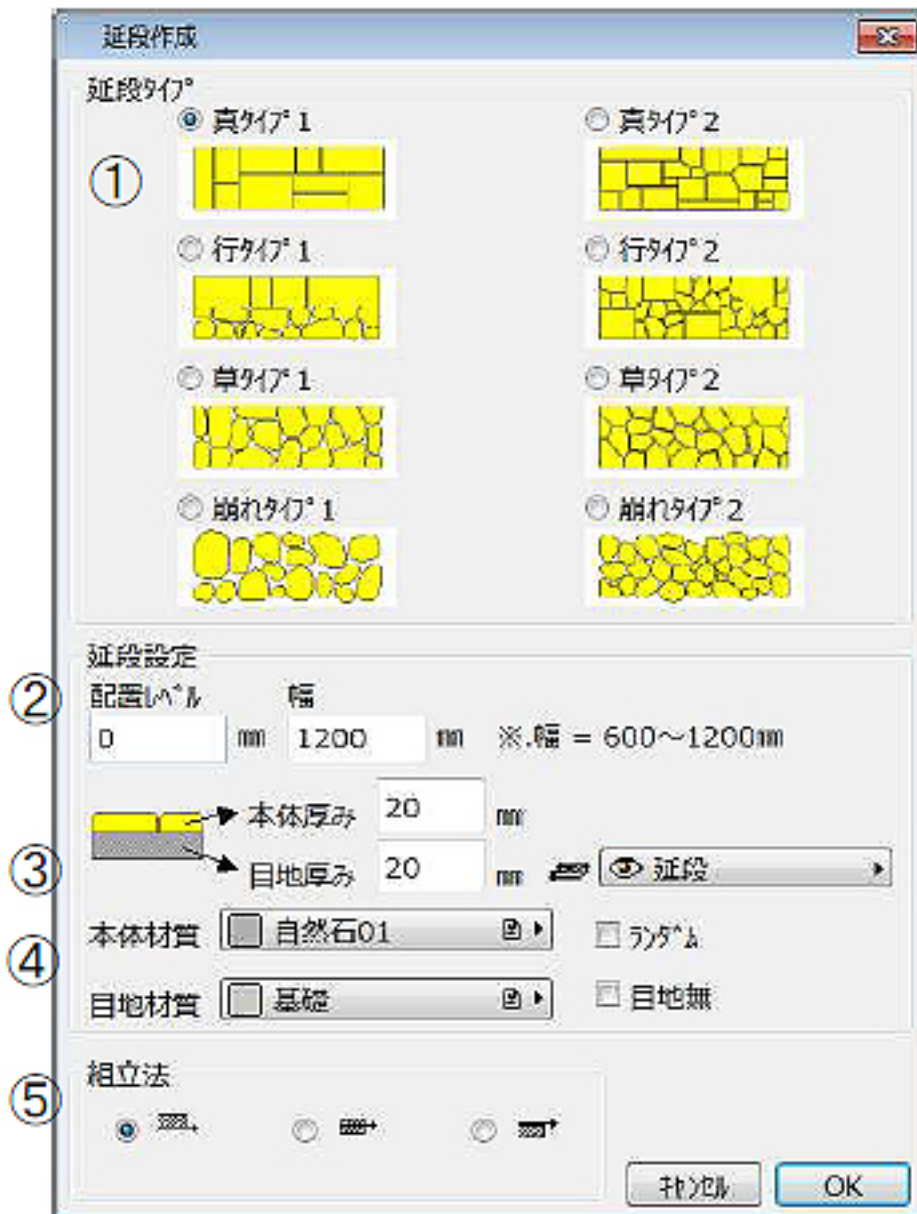 延段作成
延段ﾀｲﾌﾟ
①
真ﾀｲﾌﾟ1 真ﾀｲﾌﾟ2
行ﾀｲﾌﾟ1 行ﾀｲﾌﾟ2
草ﾀｲﾌﾟ1 草ﾀｲﾌﾟ2
崩れﾀｲﾌﾟ1 崩れﾀｲﾌﾟ2
延段設定
② 配置ﾚﾍﾞﾙ 幅
0 mm 1200 mm ※.幅 = 600～1200mm
本体厚み 20 mm
③ 目地厚み 20 mm 延段
④ 本体材質 自然石01 ﾗﾝﾀﾞﾑ
目地材質 基礎 目地無
⑤ 組立法
ｷｬﾝｾﾙ OK